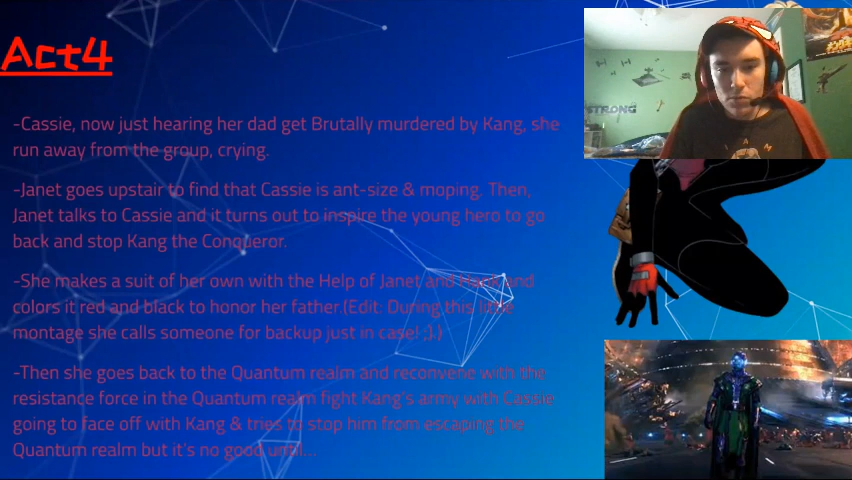 Act4
-Cassie, now just hearing her dad get Brutally murdered by Kang, she
run away from the group, crying.
-Janet goes upstair to find that Cassie is ant-size & moping. Then,
Janet talks to Cassie and it turns out to inspire the young hero to go
back and stop Kang the Conqueror.
-She makes a suit of her own with the Help of Janet and Hank and
colors it red and black to honor her father.(Edit: During this little
montage she calls someone for backup just in case! ;).)
-Then she goes back to the Quantum realm and reconvene with the
resistance force in the Quantum realm fight Kang's army with Cassie
going to face off with Kang & tries to stop him from escaping the
Quantum realm but it's no good until...
STRONG